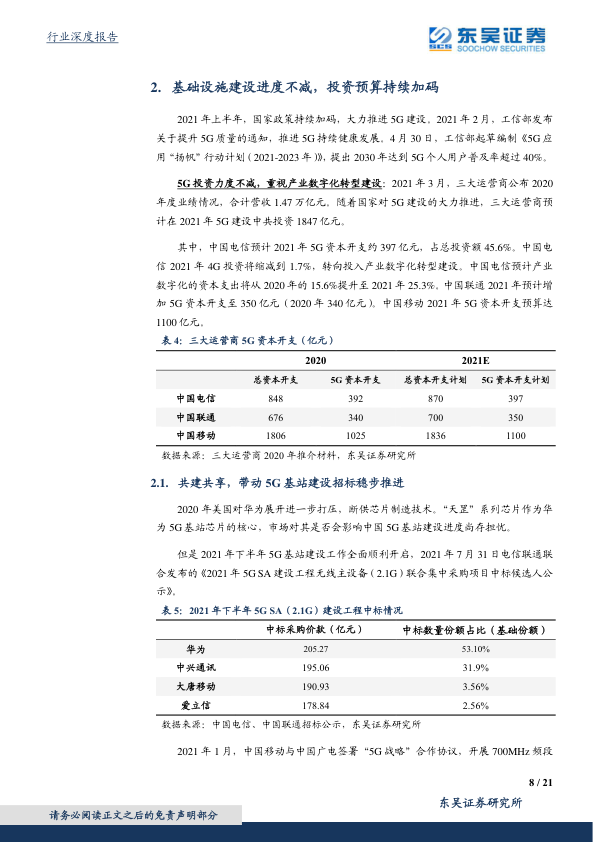 行业深度报告
东吴证券
SCS
SOOCHOW SECURITIES
2. 基础设施建设进度不减，投资预算持续加码
2021 年上半年，国家政策持续加码，大力推进 5G 建设。2021 年 2 月，工信部发布
关于提升 5G 质量的通知，推进 5G 持续健康发展。4 月 30 日，工信部起草编制《5G 应
用“扬帆”行动计划（2021-2023 年）》，提出 2030 年达到 5G 个人用户普及率超过 40%。
5G 投资力度不减，重视产业数字化转型建设：2021 年 3 月，三大运营商公布 2020
年度业绩情况，合计营收 1.47 万亿元。随着国家对 5G 建设的大力推进，三大运营商预
计在 2021 年 5G 建设中共投资 1847 亿元。
其中，中国电信预计 2021 年 5G 资本开支约 397 亿元，占总投资额 45.6%。中国电
信 2021 年 4G 投资将缩减到 1.7%，转向投入产业数字化转型建设。中国电信预计产业
数字化的资本支出将从 2020 年的 15.6%提升至 2021 年 25.3%。中国联通 2021 年预计增
加 5G 资本开支至 350 亿元（2020 年 340 亿元）。中国移动 2021 年 5G 资本开支预算达
1100 亿元。
表 4：三大运营商 5G 资本开支（亿元）
2020 2021E
总资本开支 5G 资本开支 总资本开支计划 5G 资本开支计划
中国电信 848 392 870 397
中国联通 676 340 700 350
中国移动 1806 1025 1836 1100
数据来源：三大运营商 2020 年推介材料，东吴证券研究所
2.1. 共建共享，带动 5G 基站建设招标稳步推进
2020 年美国对华为展开进一步打压，断供芯片制造技术。“天罡”系列芯片作为华
为 5G 基站芯片的核心，市场对其是否会影响中国 5G 基站建设进度尚存担忧。
但是 2021 年下半年 5G 基站建设工作全面顺利开启，2021 年 7 月 31 日电信联通联
合发布的《2021 年 5G SA 建设工程无线主设备（2.1G）联合集中采购项目中标候选人公
示》。
表 5：2021 年下半年 5G SA（2.1G）建设工程中标情况
中标采购价款（亿元） 中标数量份额占比（基础份额）
华为 205.27 53.10%
中兴通讯 195.06 31.9%
大唐移动 190.93 3.56%
爱立信 178.84 2.56%
数据来源：中国电信、中国联通招标公示，东吴证券研究所
2021 年 1 月，中国移动与中国广电签署“5G 战略”合作协议，开展 700MHz 频段
8 / 21
东吴证券研究所
请务必阅读正文之后的免责声明部分